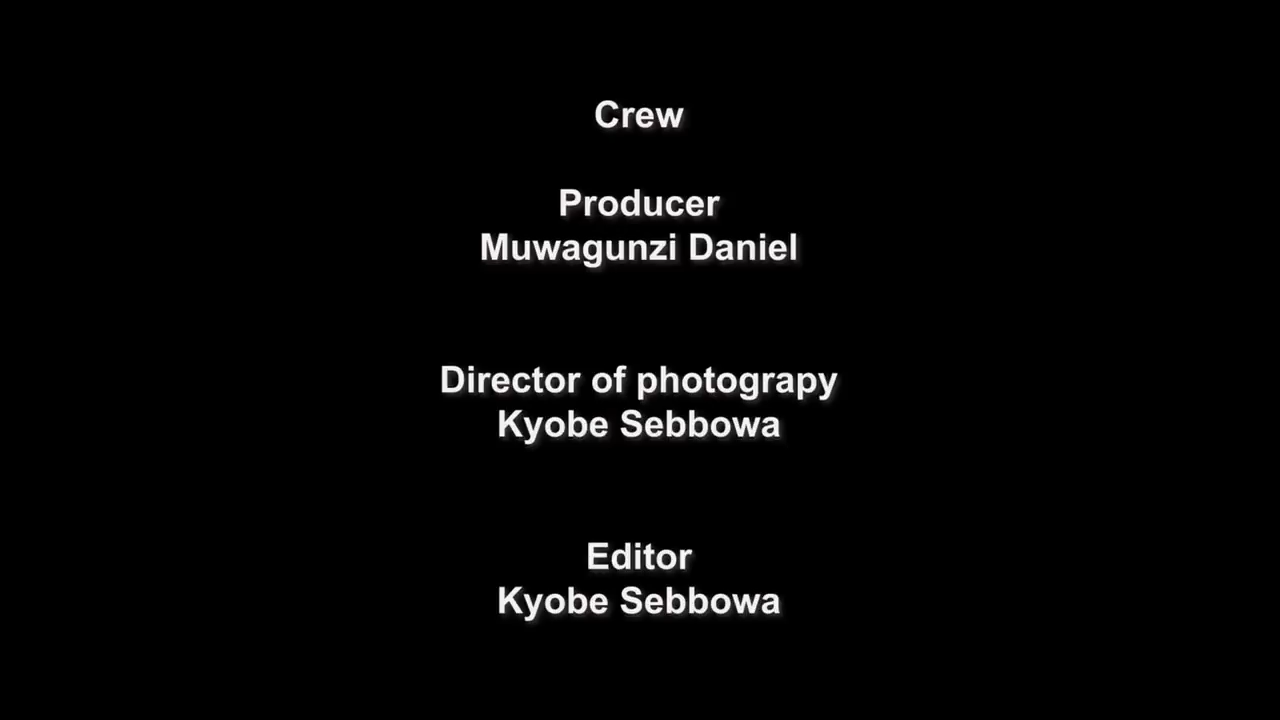 Crew
Producer
Muwagunzi Daniel
Director of photograpy
Kyobe Sebbowa
Editor
Kyobe Sebbowa